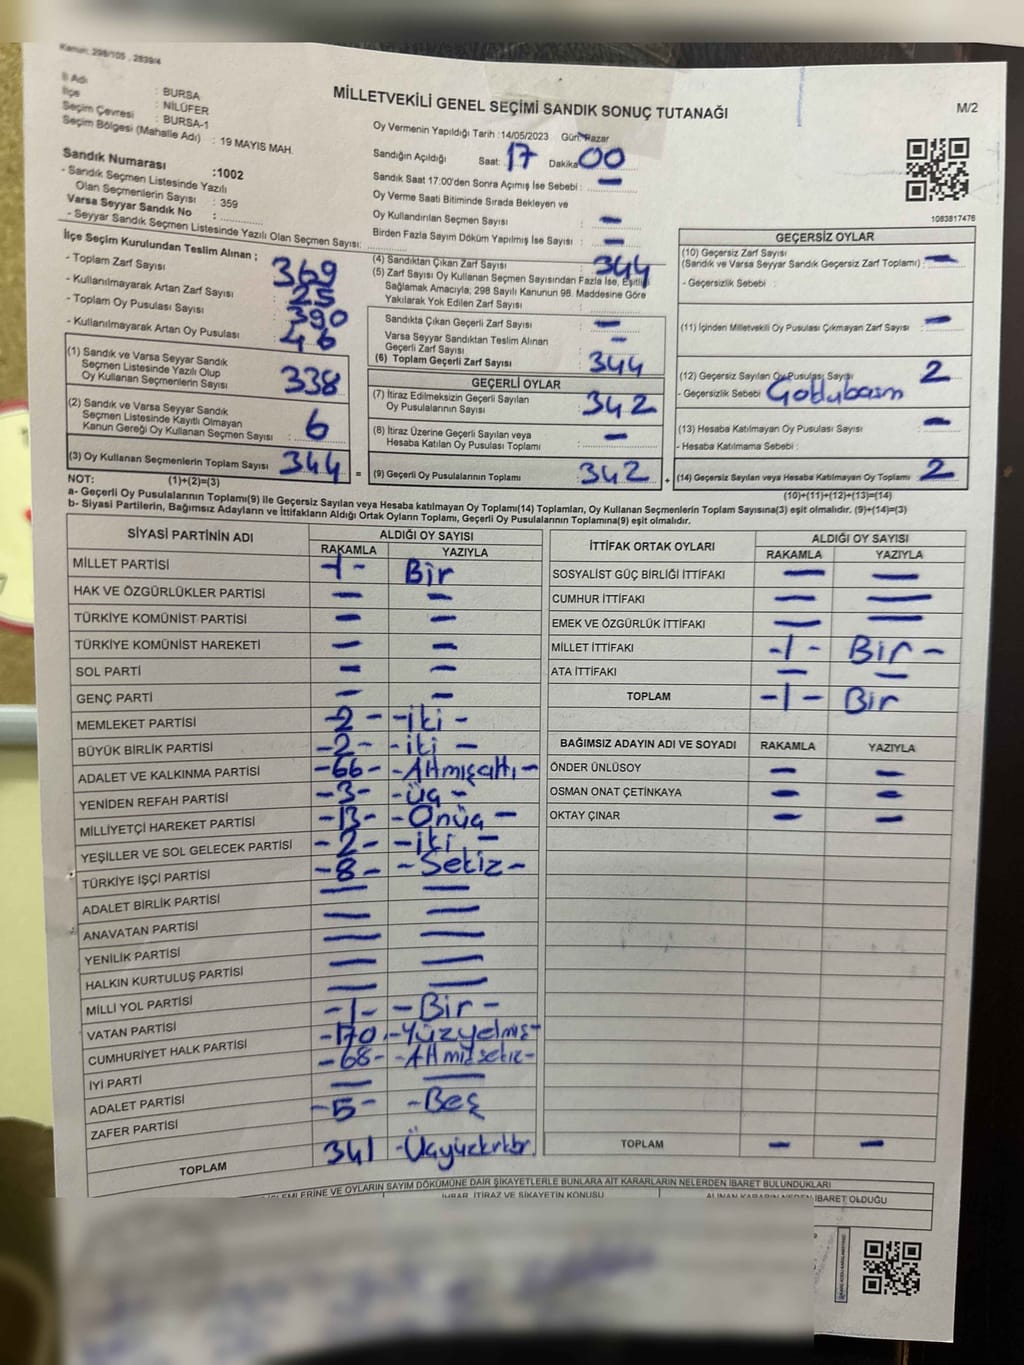 Kanun: 298/105 , 2839/4
İl Adı : BURSA
İlçe : NİLÜFER
Seçim Çevresi : BURSA-1
Seçim Bölgesi (Mahalle Adı) : 19 MAYIS MAH.
MİLLETVEKİLİ GENEL SEÇİMİ SANDIK SONUÇ TUTANAĞI
M/2
Oy Vermenin Yapıldığı Tarih :14/05/2023 Gün: Pazar
Sandığın Açıldığı Saat: 17 Dakika 00
Sandık Saat 17:00'den Sonra Açılmış İse Sebebi : -
Oy Verme Saati Bitiminde Sırada Bekleyen ve
Oy Kullandırılan Seçmen Sayısı -
Birden Fazla Sayım Döküm Yapılmış İse Sayısı : -
1083817476
Sandık Numarası :1002
- Sandık Seçmen Listesinde Yazılı
Olan Seçmenlerin Sayısı : 359
Varsa Seyyar Sandık No :
- Seyyar Sandık Seçmen Listesinde Yazılı Olan Seçmen Sayısı:
İlçe Seçim Kurulundan Teslim Alınan ;
- Toplam Zarf Sayısı 369
- Kullanılmayarak Artan Zarf Sayısı : 25
- Toplam Oy Pusulası Sayısı : 390
- Kullanılmayarak Artan Oy Pusulası 46
(1) Sandık ve Varsa Seyyar Sandık
Seçmen Listesinde Yazılı Olup
Oy Kullanan Seçmenlerin Sayısı 338
(2) Sandık ve Varsa Seyyar Sandık
Seçmen Listesinde Kayıtlı Olmayan
Kanun Gereği Oy Kullanan Seçmen Sayısı : 6
(3) Oy Kullanan Seçmenlerin Toplam Sayısı 344 =
(1)+(2)=(3)
(4) Sandıktan Çıkan Zarf Sayısı : 344
(5) Zarf Sayısı Oy Kullanan Seçmen Sayısından Fazla İse, Eşitliği
Sağlamak Amacıyla, 298 Sayılı Kanunun 98. Maddesine Göre
Yakılarak Yok Edilen Zarf Sayısı :
Sandıkta Çıkan Geçerli Zarf Sayısı : -
Varsa Seyyar Sandıktan Teslim Alınan
Geçerli Zarf Sayısı : -
(6) Toplam Geçerli Zarf Sayısı : 344
GEÇERLİ OYLAR
(7) İtiraz Edilmeksizin Geçerli Sayılan
Oy Pusulalarının Sayısı : 342
(8) İtiraz Üzerine Geçerli Sayılan veya
Hesaba Katılan Oy Pusulası Toplamı : -
(9) Geçerli Oy Pusulalarının Toplamı : 342 +
GEÇERSİZ OYLAR
(10) Geçersiz Zarf Sayısı
(Sandık ve Varsa Seyyar Sandık Geçersiz Zarf Toplamı) : -
- Geçersizlik Sebebi :
(11) İçinden Milletvekili Oy Pusulası Çıkmayan Zarf Sayısı : -
(12) Geçersiz Sayılan Oy Pusulası Sayısı 2
- Geçersizlik Sebebi
(13) Hesaba Katılmayan Oy Pusulası Sayısı : -
- Hesaba Katılmama Sebebi :
(14) Geçersiz Sayılan veya Hesaba Katılmayan Oy Toplamı : 2
(10)+(11)+(12)+(13)=(14)
NOT:
a- Geçerli Oy Pusulalarının Toplamı(9) ile Geçersiz Sayılan veya Hesaba katılmayan Oy Toplamı(14) Toplamları, Oy Kullanan Seçmenlerin Toplam Sayısına(3) eşit olmalıdır. (9)+(14)=(3)
b- Siyasi Partilerin, Bağımsız Adayların ve İttifakların Aldığı Ortak Oyların Toplamı, Geçerli Oy Pusulalarının Toplamına(9) eşit olmalıdır.
SİYASİ PARTİNİN ADI ALDIĞI OY SAYISI
RAKAMLA YAZIYLA
MİLLET PARTİSİ -1- Bir
HAK VE ÖZGÜRLÜKLER PARTİSİ - -
TÜRKİYE KOMÜNİST PARTİSİ - -
TÜRKİYE KOMÜNİST HAREKETİ - -
SOL PARTİ - -
GENÇ PARTİ - -
MEMLEKET PARTİSİ -2- -iki-
BÜYÜK BİRLİK PARTİSİ -2- -iki-
ADALET VE KALKINMA PARTİSİ -66- -Altmışaltı-
YENİDEN REFAH PARTİSİ -3- -üç-
MİLLİYETÇİ HAREKET PARTİSİ -13- -Onüç-
YEŞİLLER VE SOL GELECEK PARTİSİ -2- -iki-
TÜRKİYE İŞÇİ PARTİSİ -8- -Sekiz-
ADALET BİRLİK PARTİSİ - -
ANAVATAN PARTİSİ - -
YENİLİK PARTİSİ - -
HALKIN KURTULUŞ PARTİSİ - -
MİLLİ YOL PARTİSİ - -
VATAN PARTİSİ -1- -Bir-
CUMHURİYET HALK PARTİSİ -170- -Yüzyetmiş-
İYİ PARTİ -68- -Altmışsekiz-
ADALET PARTİSİ - -
ZAFER PARTİSİ -5- -Beş
TOPLAM 341 -Üçyüzkırkbir.
İTTİFAK ORTAK OYLARI ALDIĞI OY SAYISI
RAKAMLA YAZIYLA
SOSYALİST GÜÇ BİRLİĞİ İTTİFAKI - -
CUMHUR İTTİFAKI - -
EMEK VE ÖZGÜRLÜK İTTİFAKI - -
MİLLET İTTİFAKI -1- Bir-
ATA İTTİFAKI - -
TOPLAM -1- Bir
BAĞIMSIZ ADAYIN ADI VE SOYADI RAKAMLA YAZIYLA
ÖNDER ÜNLÜSOY - -
OSMAN ONAT ÇETİNKAYA - -
OKTAY ÇINAR - -
TOPLAM - -
İŞLEMLERİNE VE OYLARIN SAYIM DÖKÜMÜNE DAİR ŞİKAYETLERLE BUNLARA AİT KARARLARIN NELERDEN İBARET BULUNDUKLARI
İHBAR, İTİRAZ VE ŞİKAYETİN KONUSU ALINAN KARARIN NEDEN İBARET OLDUĞU